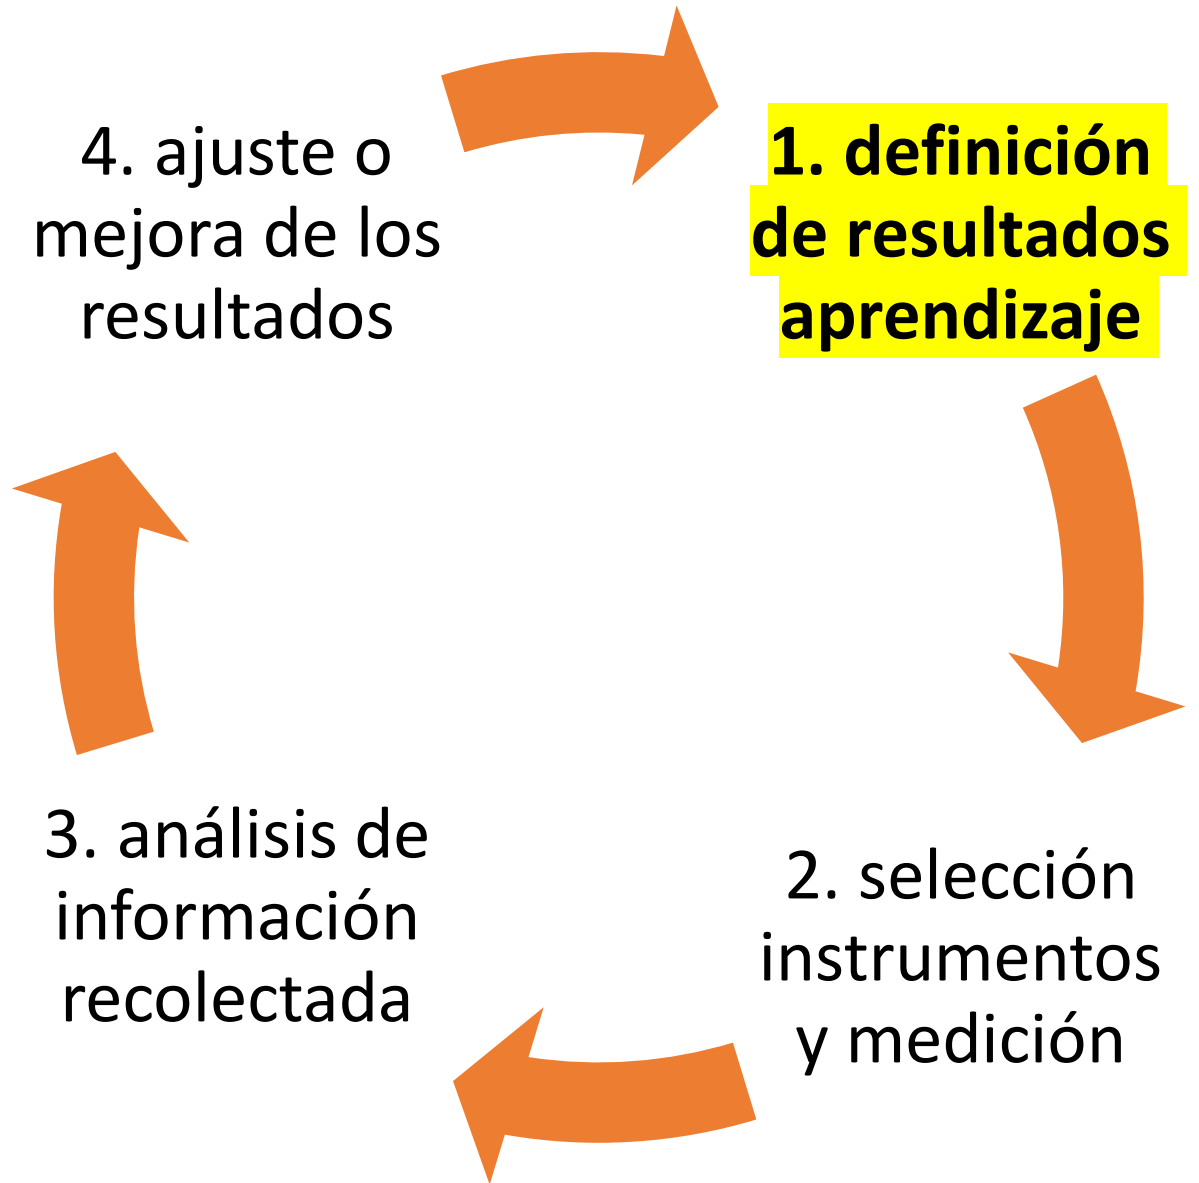 1. definición
de resultados
aprendizaje
2. selección
instrumentos
y medición
3. análisis de
información
recolectada
4. ajuste o
mejora de los
resultados